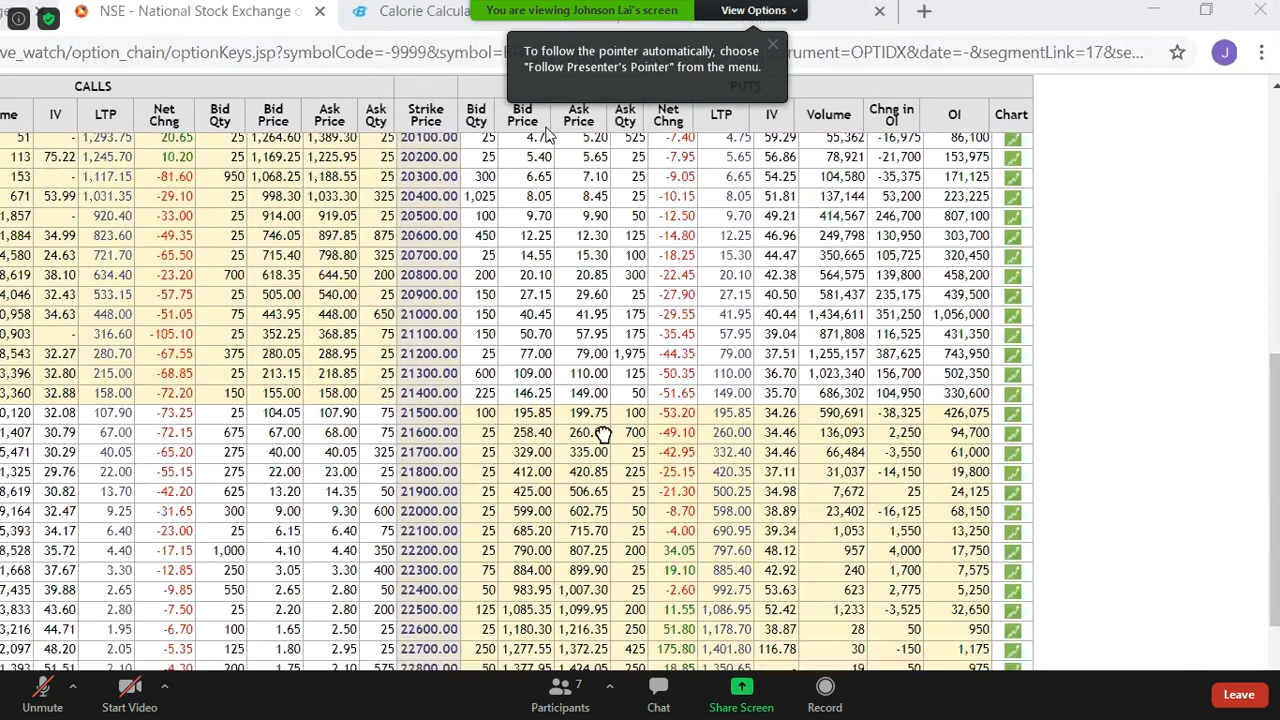 NSE - National Stock Exchange o
Calorie Calcula
You are viewing Johnson Lai's screen
View Options
ve_watch/option_chain/optionKeys.jsp?symbolCode=-9999&symbol=B
trument=OPTIDX&date=-&segmentLink=17&se...
J
To follow the pointer automatically, choose
"Follow Presenter's Pointer" from the menu.
CALLS PUTS
me IV LTP Net Chng Bid Qty Bid Price Ask Price Ask Qty Strike Price Bid Qty Bid Price Ask Price Ask Qty Net Chng LTP IV Volume Chng in OI OI Chart
51 - 1,293.75 20.65 25 1,264.60 1,389.30 25 20100.00 25 5.20 525 -7.40 4.75 59.29 55,362 -16,975 86,100
113 75.22 1,245.70 10.20 25 1,169.25 1,225.95 25 20200.00 25 5.40 5.65 25 -7.95 5.65 56.86 78,921 -21,700 153,975
153 - 1,117.15 -81.60 950 1,068.25 1,188.55 25 20300.00 300 6.65 7.10 25 -9.05 6.65 54.25 104,580 -35,375 171,125
671 53.99 1,031.35 -29.10 25 998.30 1,033.30 325 20400.00 1,025 8.05 8.45 25 -10.15 8.05 51.81 137,144 53,200 223,225
1,857 - 920.40 -33.00 25 914.00 919.05 25 20500.00 100 9.70 9.90 50 -12.50 9.70 49.21 414,567 246,700 807,100
1,884 34.99 823.60 -49.35 25 746.05 897.85 875 20600.00 450 12.25 12.30 125 -14.80 12.25 46.96 249,798 130,950 303,700
4,580 24.63 721.70 -65.50 25 715.40 798.80 325 20700.00 25 14.55 15.30 100 -18.25 15.30 44.47 350,665 105,725 320,450
8,619 38.10 634.40 -23.20 700 618.35 644.50 200 20800.00 200 20.10 20.85 300 -22.45 20.10 42.38 564,575 139,800 458,200
4,046 32.43 533.15 -57.75 25 505.00 540.00 25 20900.00 150 27.15 29.60 25 -27.90 27.15 40.50 581,437 235,175 439,500
0,958 34.63 448.00 -51.05 75 443.95 448.00 650 21000.00 150 40.45 41.95 175 -29.55 41.95 40.44 1,434,611 351,250 1,056,000
0,903 - 316.60 -105.10 25 352.25 368.85 75 21100.00 150 50.70 57.95 175 -35.45 57.95 39.04 871,808 116,525 431,350
8,543 32.27 280.70 -67.55 375 280.00 288.95 25 21200.00 25 77.00 79.00 1,975 -44.35 79.00 37.51 1,255,157 387,625 743,950
3,396 32.80 215.00 -68.85 25 213.15 218.85 25 21300.00 600 109.00 110.00 125 -50.35 110.00 36.70 1,023,340 156,700 502,350
3,360 32.88 158.00 -72.20 150 155.00 158.00 25 21400.00 225 146.25 149.00 25 -51.65 149.00 35.70 698,302 104,950 330,600
0,120 32.08 107.90 -73.25 25 104.05 107.90 75 21500.00 100 195.85 199.75 100 -53.20 195.85 34.26 590,691 -38,325 426,075
1,407 30.79 67.00 -72.15 675 67.00 68.00 75 21600.00 25 258.40 700 -49.10 260.00 34.46 136,093 2,250 94,700
5,471 30.29 40.05 -66.20 275 40.00 40.05 325 21700.00 25 329.00 335.00 25 -42.95 332.40 34.46 66,484 -3,550 61,000
1,325 29.76 22.00 -55.15 275 22.00 23.00 25 21800.00 25 412.00 420.85 225 -25.15 420.35 37.11 31,037 -14,150 19,800
8,619 30.82 13.70 -42.20 625 13.20 14.35 50 21900.00 25 425.00 506.65 25 -21.30 500.25 34.98 7,672 25 24,125
9,164 32.47 9.25 -31.65 300 9.00 9.30 600 22000.00 25 599.00 602.75 50 -8.70 598.00 38.89 23,402 -16,125 68,150
5,393 34.17 6.40 -23.00 25 6.15 6.40 75 22100.00 25 685.20 715.70 25 -4.00 690.95 39.34 1,053 1,550 13,250
8,528 35.72 4.40 -17.15 1,000 4.10 4.40 350 22200.00 25 790.00 807.25 200 34.05 797.60 48.12 957 4,000 17,750
1,668 37.67 3.30 -12.85 250 3.05 3.30 400 22300.00 75 884.00 899.90 25 19.10 885.40 42.92 240 1,700 7,575
7,435 39.88 2.65 -9.85 550 2.65 2.80 50 22400.00 50 983.95 1,007.30 25 -2.60 992.75 53.63 623 2,775 5,250
3,833 43.60 2.80 -7.50 25 2.20 2.80 200 22500.00 125 1,085.35 1,099.95 200 11.55 1,086.95 52.42 1,233 -3,525 32,650
3,216 44.71 1.95 -6.70 100 1.65 2.50 25 22600.00 25 1,180.30 1,216.35 250 51.80 1,178.70 38.87 28 50 950
2,097 48.20 2.05 -5.35 125 1.80 2.95 25 22700.00 250 1,277.55 1,372.25 425 175.80 1,401.80 116.78 30 -150 1,175
1,393 51.51 2.10 -4.30 200 1.75 2.10 575 22800.00 50 1,377.95 1,424.05 250 18.85 1,350.65 - 19 50 975
7
Unmute Start Video Participants Chat Share Screen Record Leave